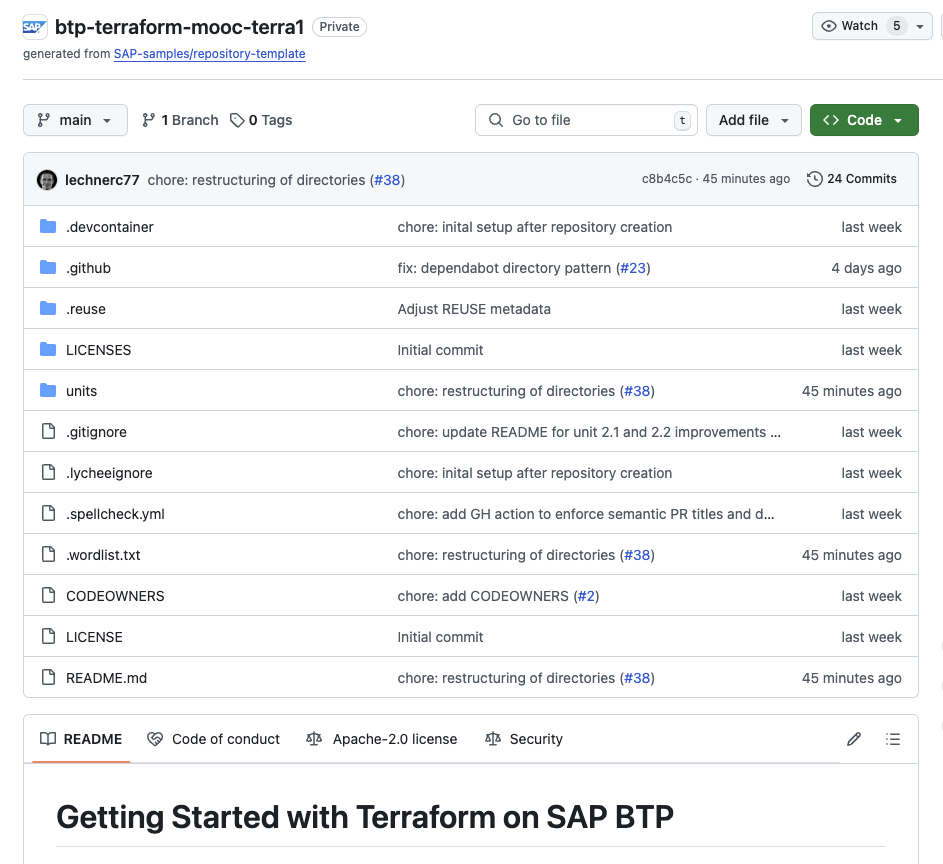 SAP btp-terraform-mooc-terra1 Private Watch 5
generated from SAP-samples/repository-template
main 1 Branch 0 Tags Go to file t Add file Code
lechnerc77 chore: restructuring of directories (#38) c8b4c5c · 45 minutes ago 24 Commits
.devcontainer chore: inital setup after repository creation last week
.github fix: dependabot directory pattern (#23) 4 days ago
.reuse Adjust REUSE metadata last week
LICENSES Initial commit last week
units chore: restructuring of directories (#38) 45 minutes ago
.gitignore chore: update README for unit 2.1 and 2.2 improvements ... last week
.lycheeignore chore: inital setup after repository creation last week
.spellcheck.yml chore: add GH action to enforce semantic PR titles and d... last week
.wordlist.txt chore: restructuring of directories (#38) 45 minutes ago
CODEOWNERS chore: add CODEOWNERS (#2) last week
LICENSE Initial commit last week
README.md chore: restructuring of directories (#38) 45 minutes ago
README Code of conduct Apache-2.0 license Security
Getting Started with Terraform on SAP BTP